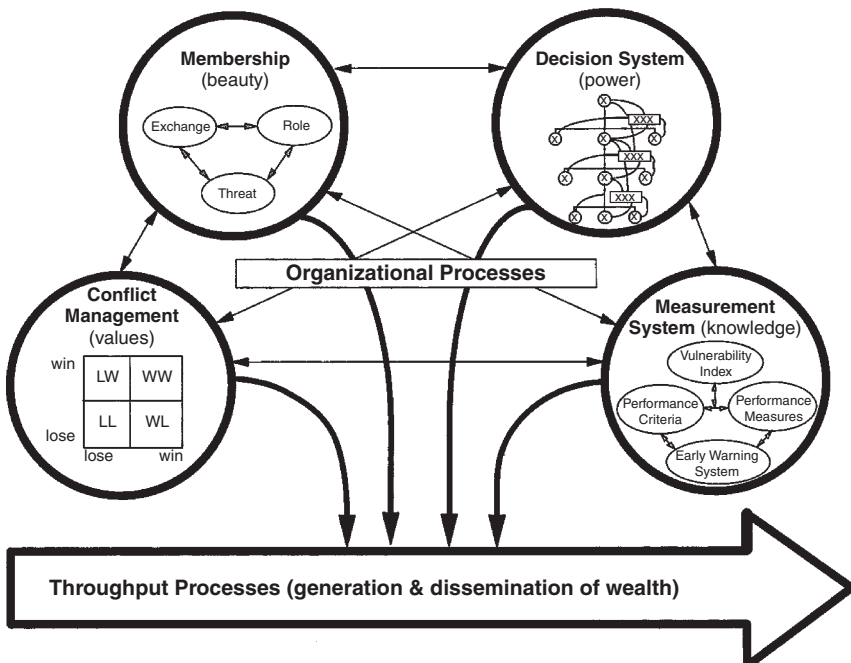 Membership
(beauty)
Exchange
Role
Threat
Decision System
(power)
X
XXX
X
X
X
XXX
X
X
X
XXX
X
X
X
Organizational Processes
Conflict
Management
(values)
win
LW
WW
LL
WL
lose
lose
win
Measurement
System (knowledge)
Vulnerability
Index
Performance
Criteria
Performance
Measures
Early Warning
System
Throughput Processes (generation & dissemination of wealth)